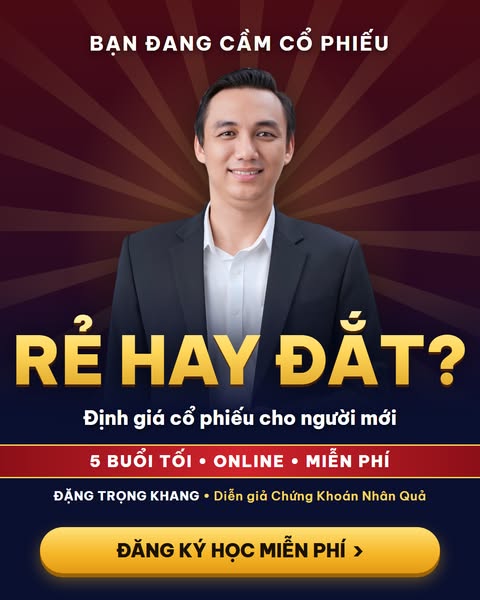 BẠN ĐANG CẦM CỔ PHIẾU
RẺ HAY ĐẮT?
Định giá cổ phiếu cho người mới
5 BUỔI TỐI • ONLINE • MIỄN PHÍ
ĐẶNG TRỌNG KHANG • Diễn giả Chứng Khoán Nhân Quả
ĐĂNG KÝ HỌC MIỄN PHÍ ›